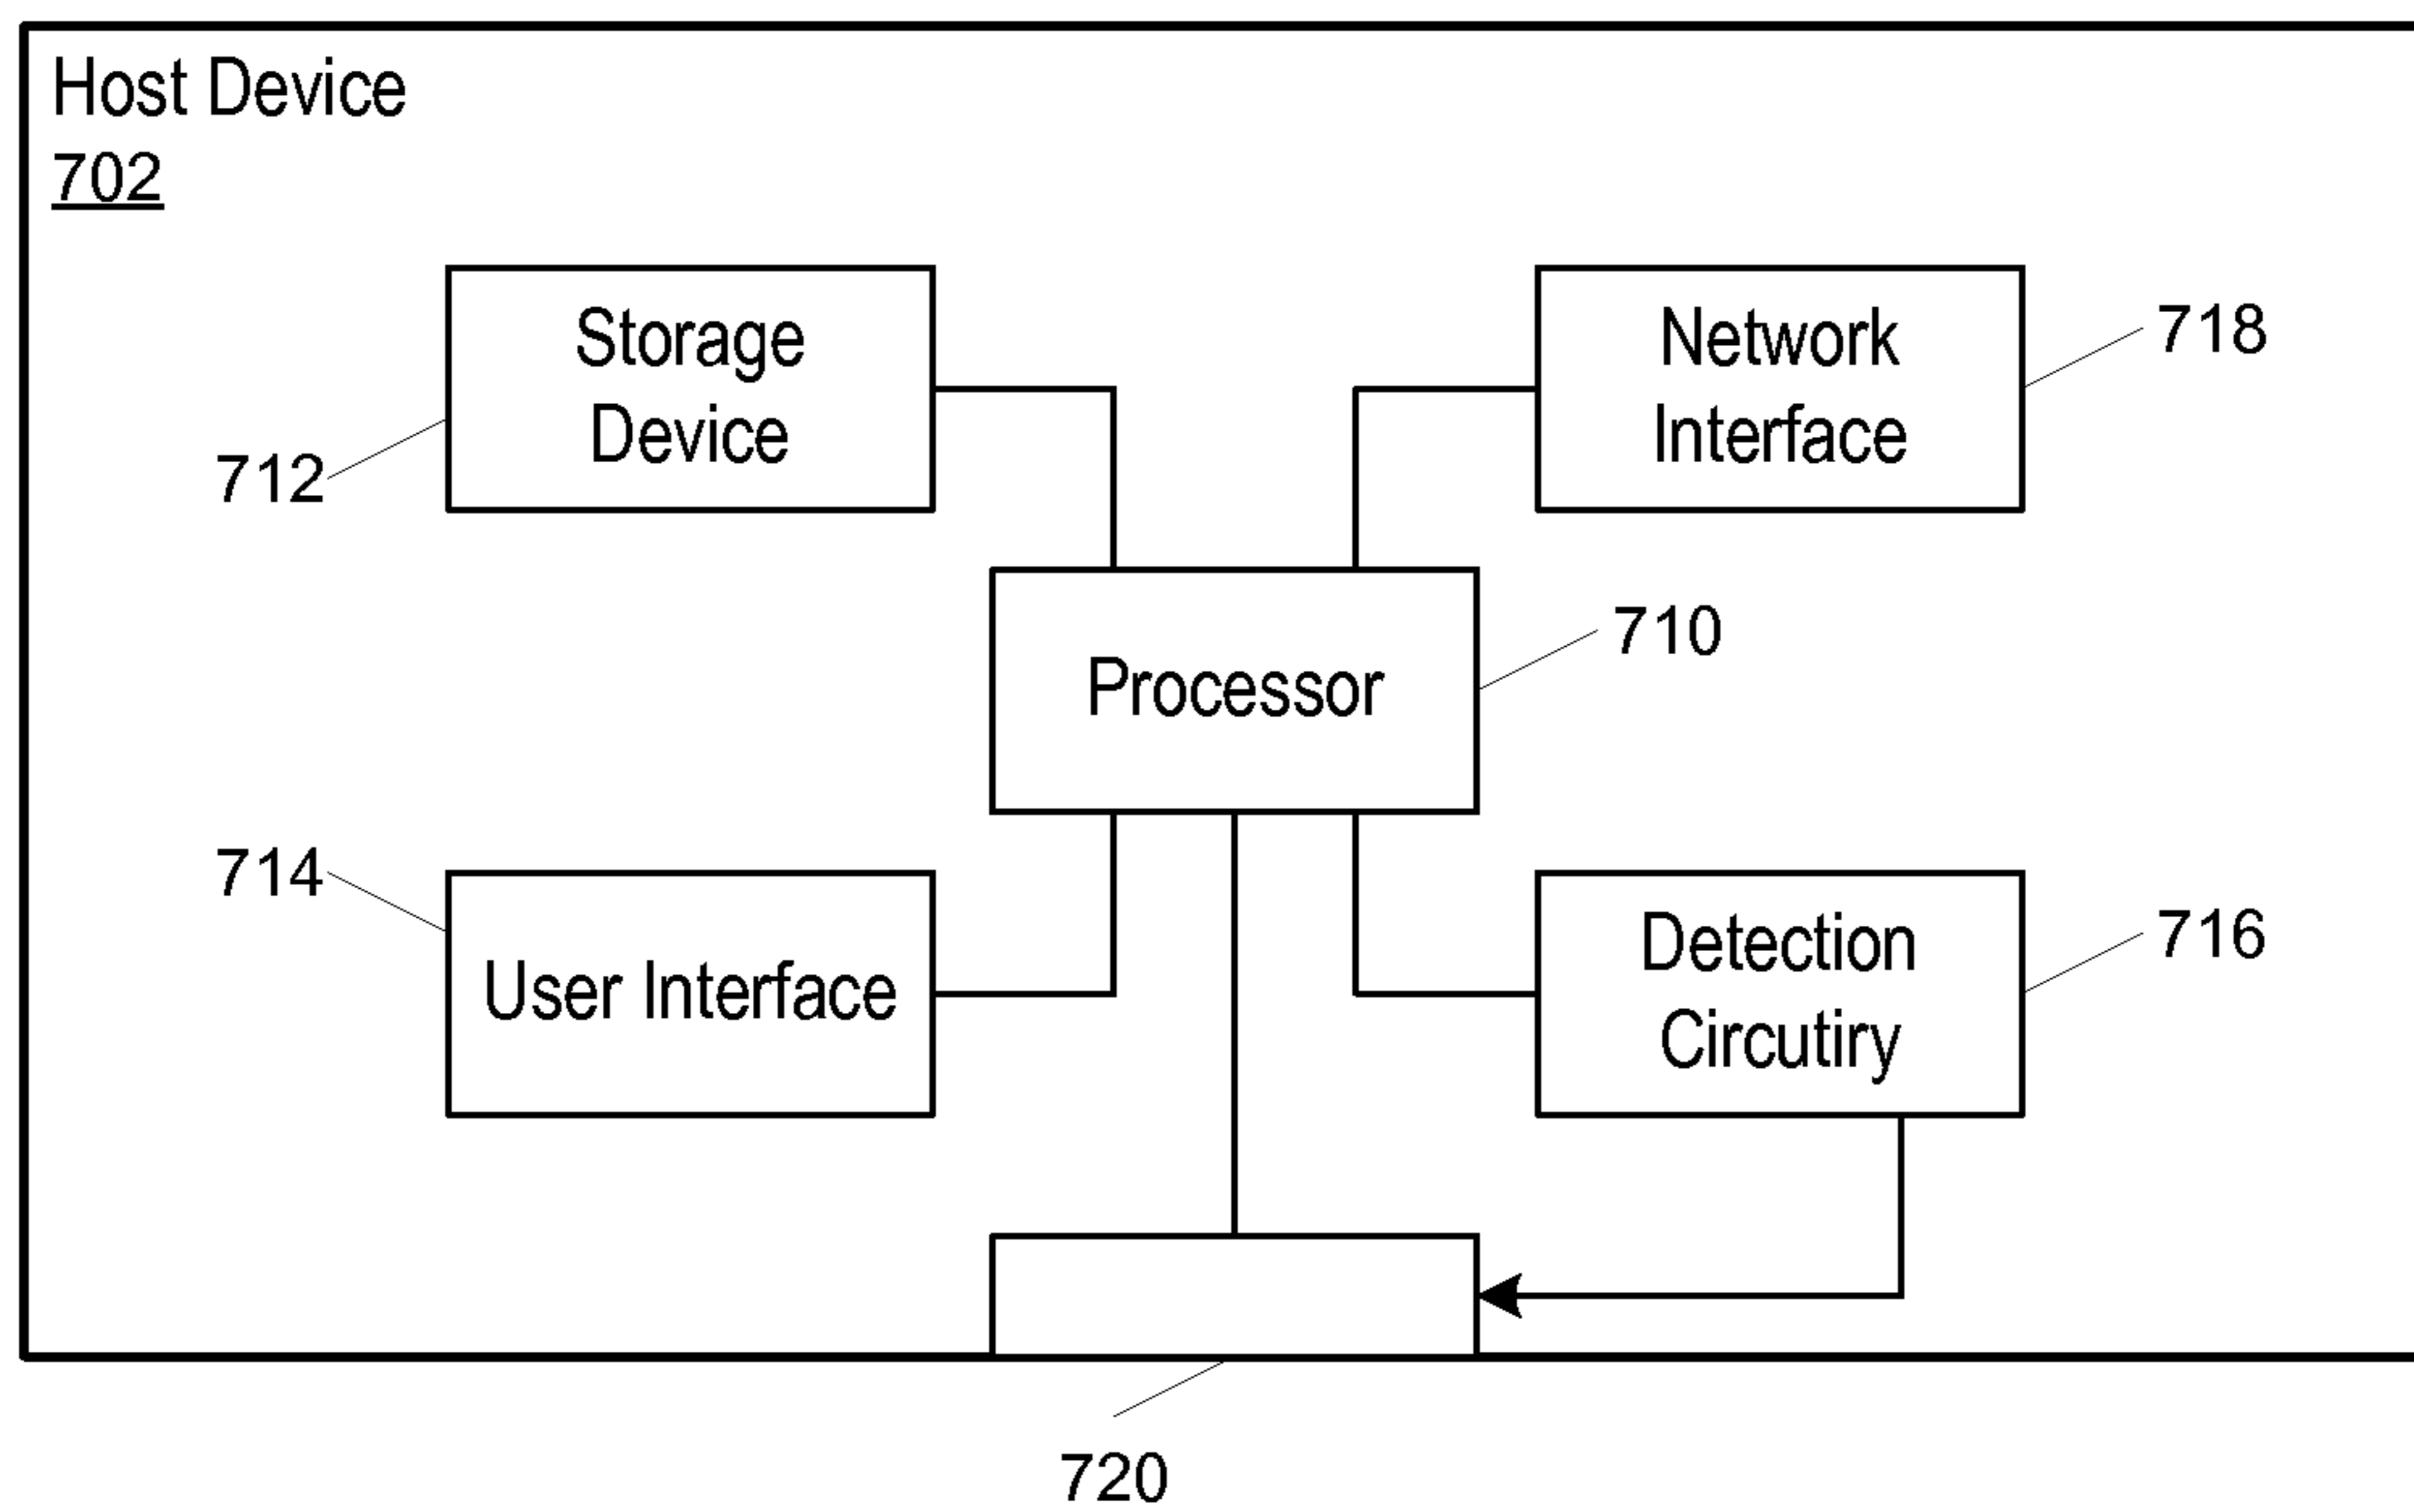 Host Device
702
Storage
Device
712
Network
Interface
718
Processor
710
714
User Interface
Detection
Circutiry
716
720